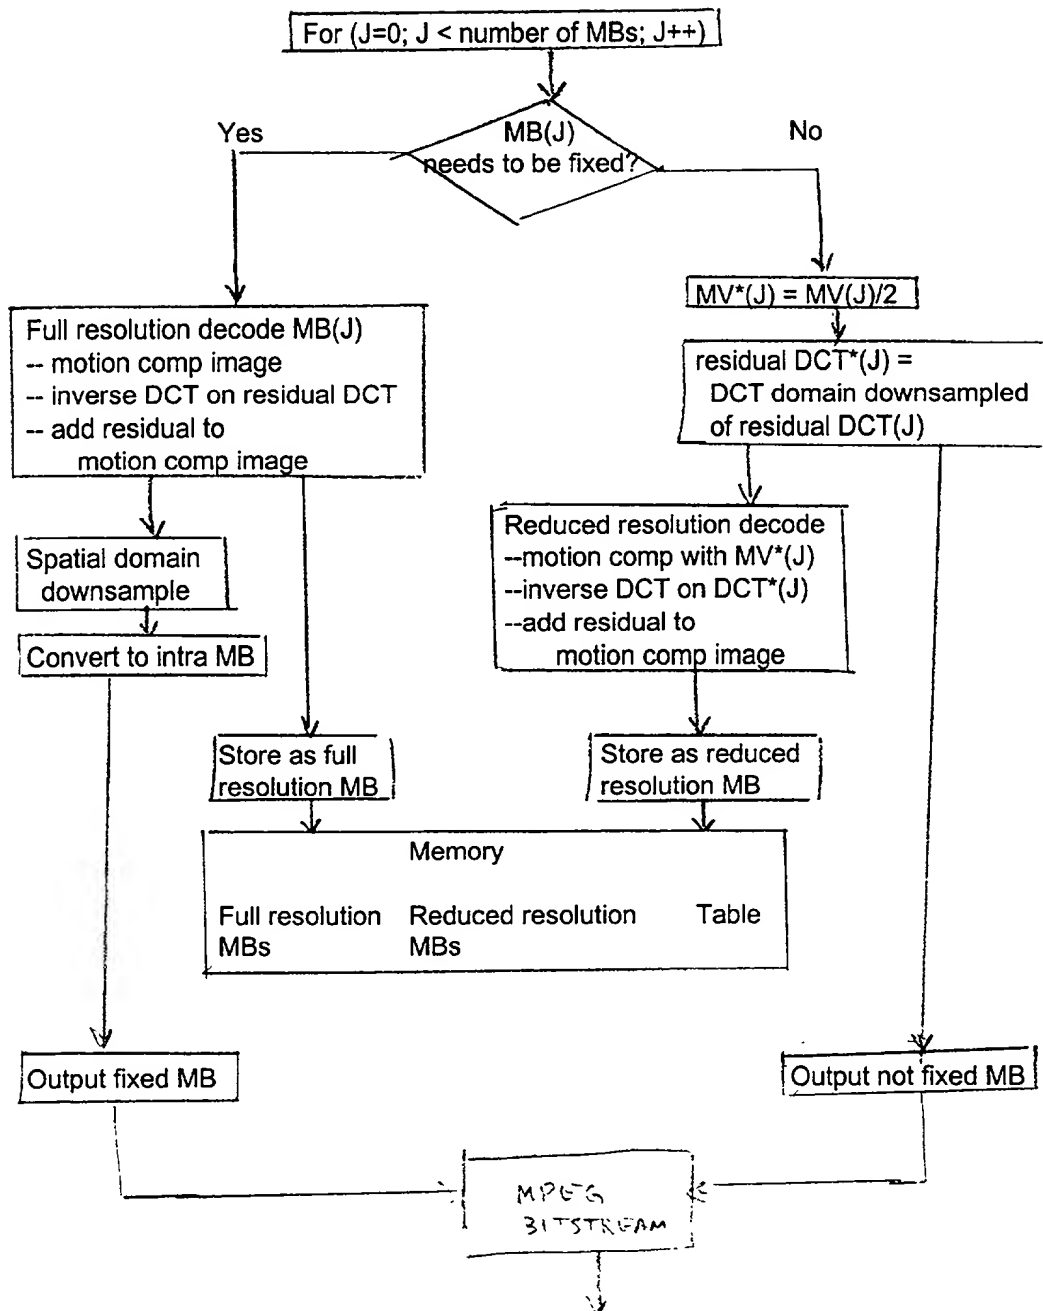 For (J=0; J < number of MBs; J++)
Yes
MB(J)
needs to be fixed?
No
MV*(J) = MV(J)/2
Full resolution decode MB(J)
-- motion comp image
-- inverse DCT on residual DCT
-- add residual to
motion comp image
residual DCT*(J) =
DCT domain downsampled
of residual DCT(J)
Spatial domain
downsample
Convert to intra MB
Reduced resolution decode
--motion comp with MV*(J)
--inverse DCT on DCT*(J)
--add residual to
motion comp image
Store as full
resolution MB
Store as reduced
resolution MB
Memory
Full resolution
MBs
Reduced resolution
MBs
Table
Output fixed MB
Output not fixed MB
MPEG
BITSTREAM